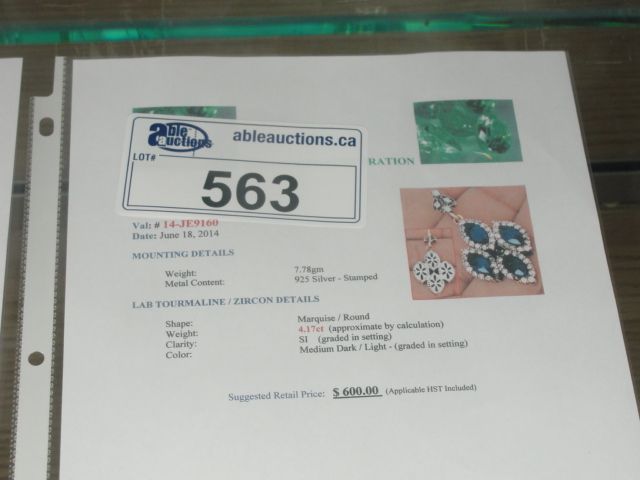 able auctions
ableauctions.ca
LOT#
563
RATION
Val: # 14-JE9160
Date: June 18, 2014
MOUNTING DETAILS
Weight: 7.78gm
Metal Content: 925 Silver - Stamped
LAB TOURMALINE / ZIRCON DETAILS
Shape: Marquise / Round
Weight: 4.17ct (approximate by calculation)
Clarity: SI (graded in setting)
Color: Medium Dark / Light - (graded in setting)
Suggested Retail Price: $ 600.00 (Applicable HST Included)